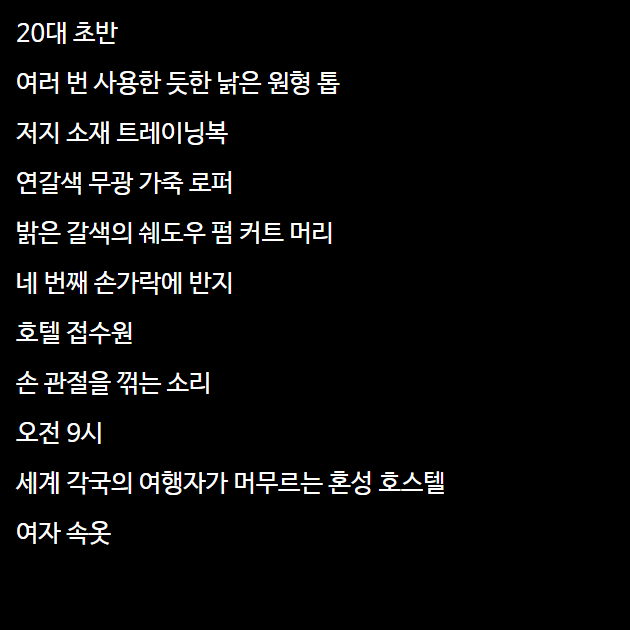 20대 초반
여러 번 사용한 듯한 낡은 원형 톱
저지 소재 트레이닝복
연갈색 무광 가죽 로퍼
밝은 갈색의 쉐도우 펌 커트 머리
네 번째 손가락에 반지
호텔 접수원
손 관절을 꺾는 소리
오전 9시
세계 각국의 여행자가 머무르는 혼성 호스텔
여자 속옷